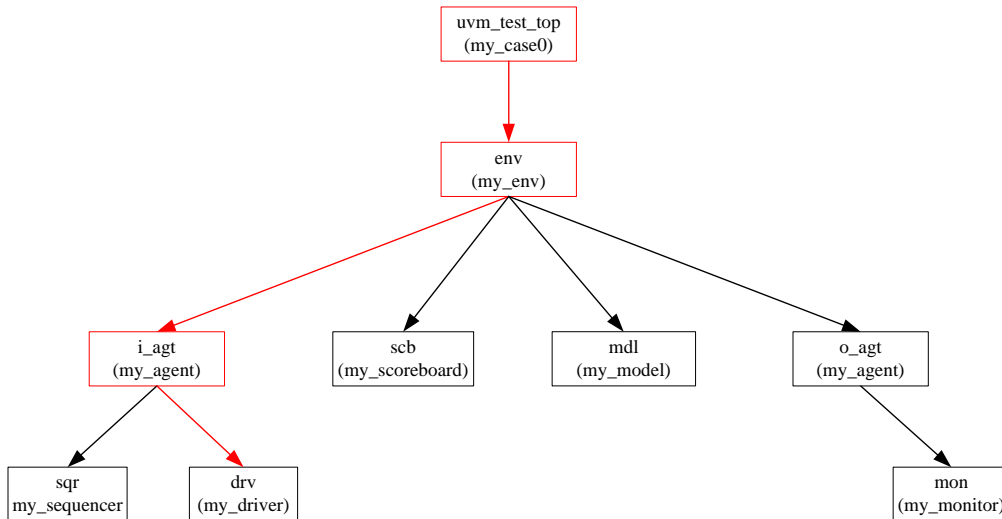 uvm_test_top
(my_case0)
env
(my_env)
i_agt
(my_agent)
scb
(my_scoreboard)
mdl
(my_model)
o_agt
(my_agent)
sqr
my_sequencer
drv
(my_driver)
mon
(my_monitor)